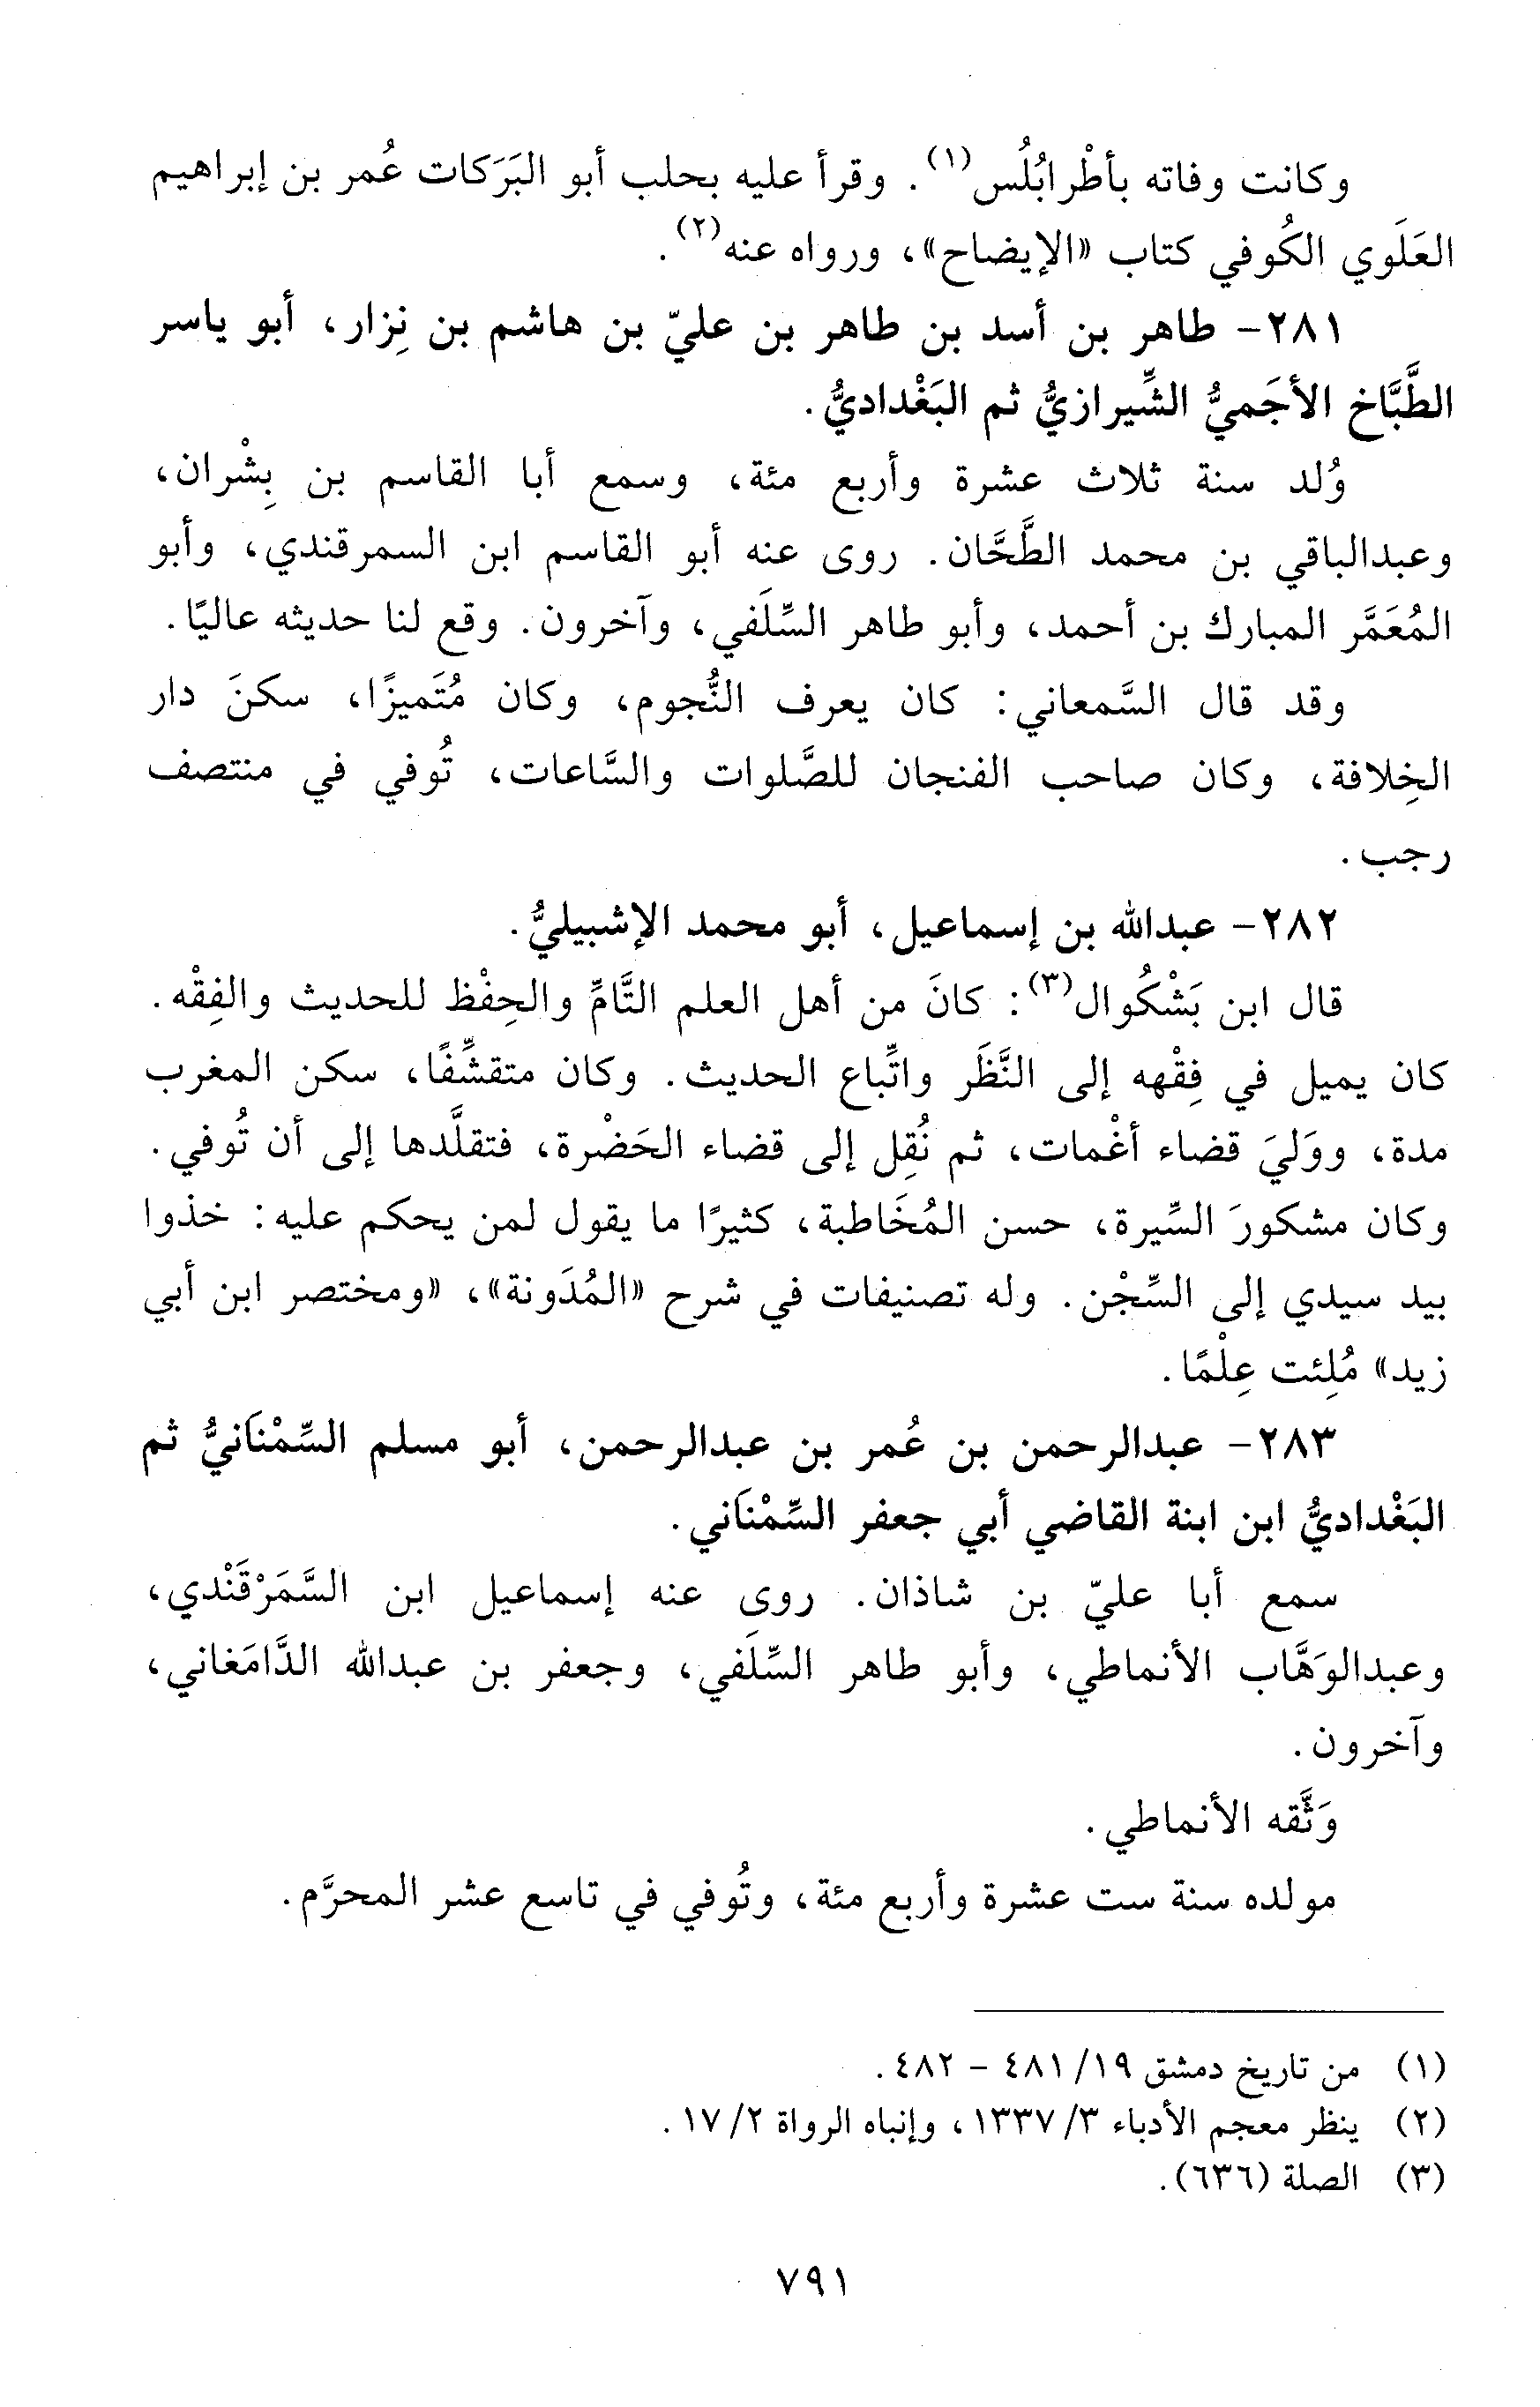 وكانت وفاته بأطْرابُلُس(١). وقرأ عليه بحلب أبو البَرَكات عُمر بن إبراهيم
العَلَوي الكُوفي كتاب «الإيضاح»، ورواه عنه(٢).
٢٨١- طاهر بن أسد بن طاهر بن عليّ بن هاشم بن نِزار، أبو ياسر
الطَّبَّاخ الأجَميُّ الشِّيرازيُّ ثم البَغْداديُّ.
وُلد سنة ثلاث عشرة وأربع مئة، وسمع أبا القاسم بن بِشْران،
وعبدالباقي بن محمد الطَّحَّان. روى عنه أبو القاسم ابن السمرقندي، وأبو
المُعَمَّر المبارك بن أحمد، وأبو طاهر السِّلَفي، وآخرون. وقع لنا حديثه عاليًا.
وقد قال السَّمعاني: كان يعرف النُّجوم، وكان مُتَميزًا، سكنَ دار
الخِلافة، وكان صاحب الفنجان للصَّلوات والسَّاعات، تُوفي في منتصف
رجب.
٢٨٢- عبدالله بن إسماعيل، أبو محمد الإشبيليُّ.
قال ابن بَشْكُوال(٣): كانَ من أهل العلم التَّامِّ والحِفْظ للحديث والفِقْه.
كان يميل في فِقْهه إلى النَّظَر واتِّباع الحديث. وكان متقشِّفًا، سكن المغرب
مدة، ووَليَ قضاء أغْمات، ثم نُقِل إلى قضاء الحَضْرة، فتقلَّدها إلى أن تُوفي.
وكان مشكورَ السِّيرة، حسن المُخَاطبة، كثيرًا ما يقول لمن يحكم عليه: خذوا
بيد سيدي إلى السِّجْن. وله تصنيفات في شرح «المُدَونة»، «ومختصر ابن أبي
زيد» مُلِئت عِلْمًا.
٢٨٣- عبدالرحمن بن عُمر بن عبدالرحمن، أبو مسلم السِّمْنَانيُّ ثم
البَغْداديُّ ابن ابنة القاضي أبي جعفر السِّمْنَاني.
سمع أبا عليّ بن شاذان. روى عنه إسماعيل ابن السَّمَرْقَنْدي،
وعبدالوَهَّاب الأنماطي، وأبو طاهر السِّلَفي، وجعفر بن عبدالله الدَّامَغاني،
وآخرون.
وَثَّقه الأنماطي.
مولده سنة ست عشرة وأربع مئة، وتُوفي في تاسع عشر المحرَّم.
(١) من تاريخ دمشق ١٩/ ٤٨١ - ٤٨٢.
(٢) ينظر معجم الأدباء ٣/ ١٣٣٧، وإنباه الرواة ٢/ ١٧.
(٣) الصلة (٦٣٦).
٧٩١